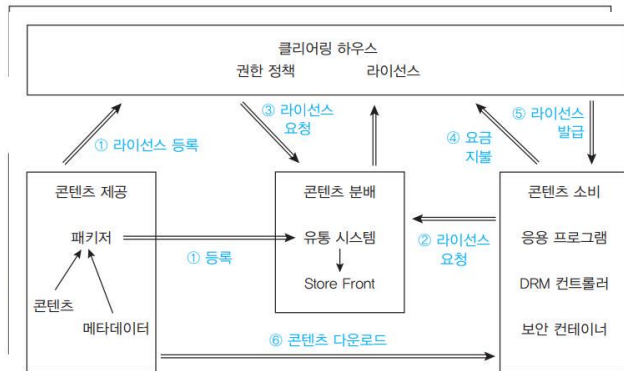 클리어링 하우스
권한 정책 라이선스
① 라이선스 등록
③ 라이선스
요청
④ 요금
지불
⑤ 라이선스
발급
콘텐츠 제공
패키저
콘텐츠
메타데이터
① 등록
콘텐츠 분배
유통 시스템
Store Front
② 라이선스
요청
콘텐츠 소비
응용 프로그램
DRM 컨트롤러
보안 컨테이너
⑥ 콘텐츠 다운로드